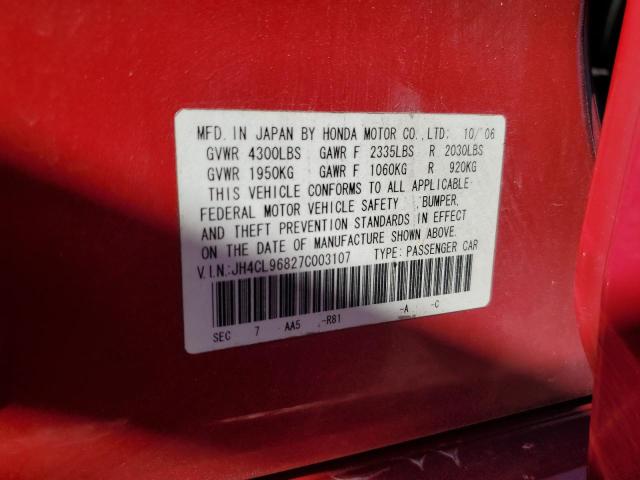 MFD. IN JAPAN BY HONDA MOTOR CO., LTD: 10/06
GVWR 4300LBS GAWR F 2335LBS R 2030LBS
GVWR 1950KG GAWR F 1060KG R 920KG
THIS VEHICLE CONFORMS TO ALL APPLICABLE
FEDERAL MOTOR VEHICLE SAFETY ,BUMPER,
AND THEFT PREVENTION STANDARDS IN EFFECT
ON THE DATE OF MANUFACTURE SHOWN ABOVE.
V.I.N:JH4CL96827C003107 TYPE: PASSENGER CAR
SEC 7 AA5 -R81 -A -C